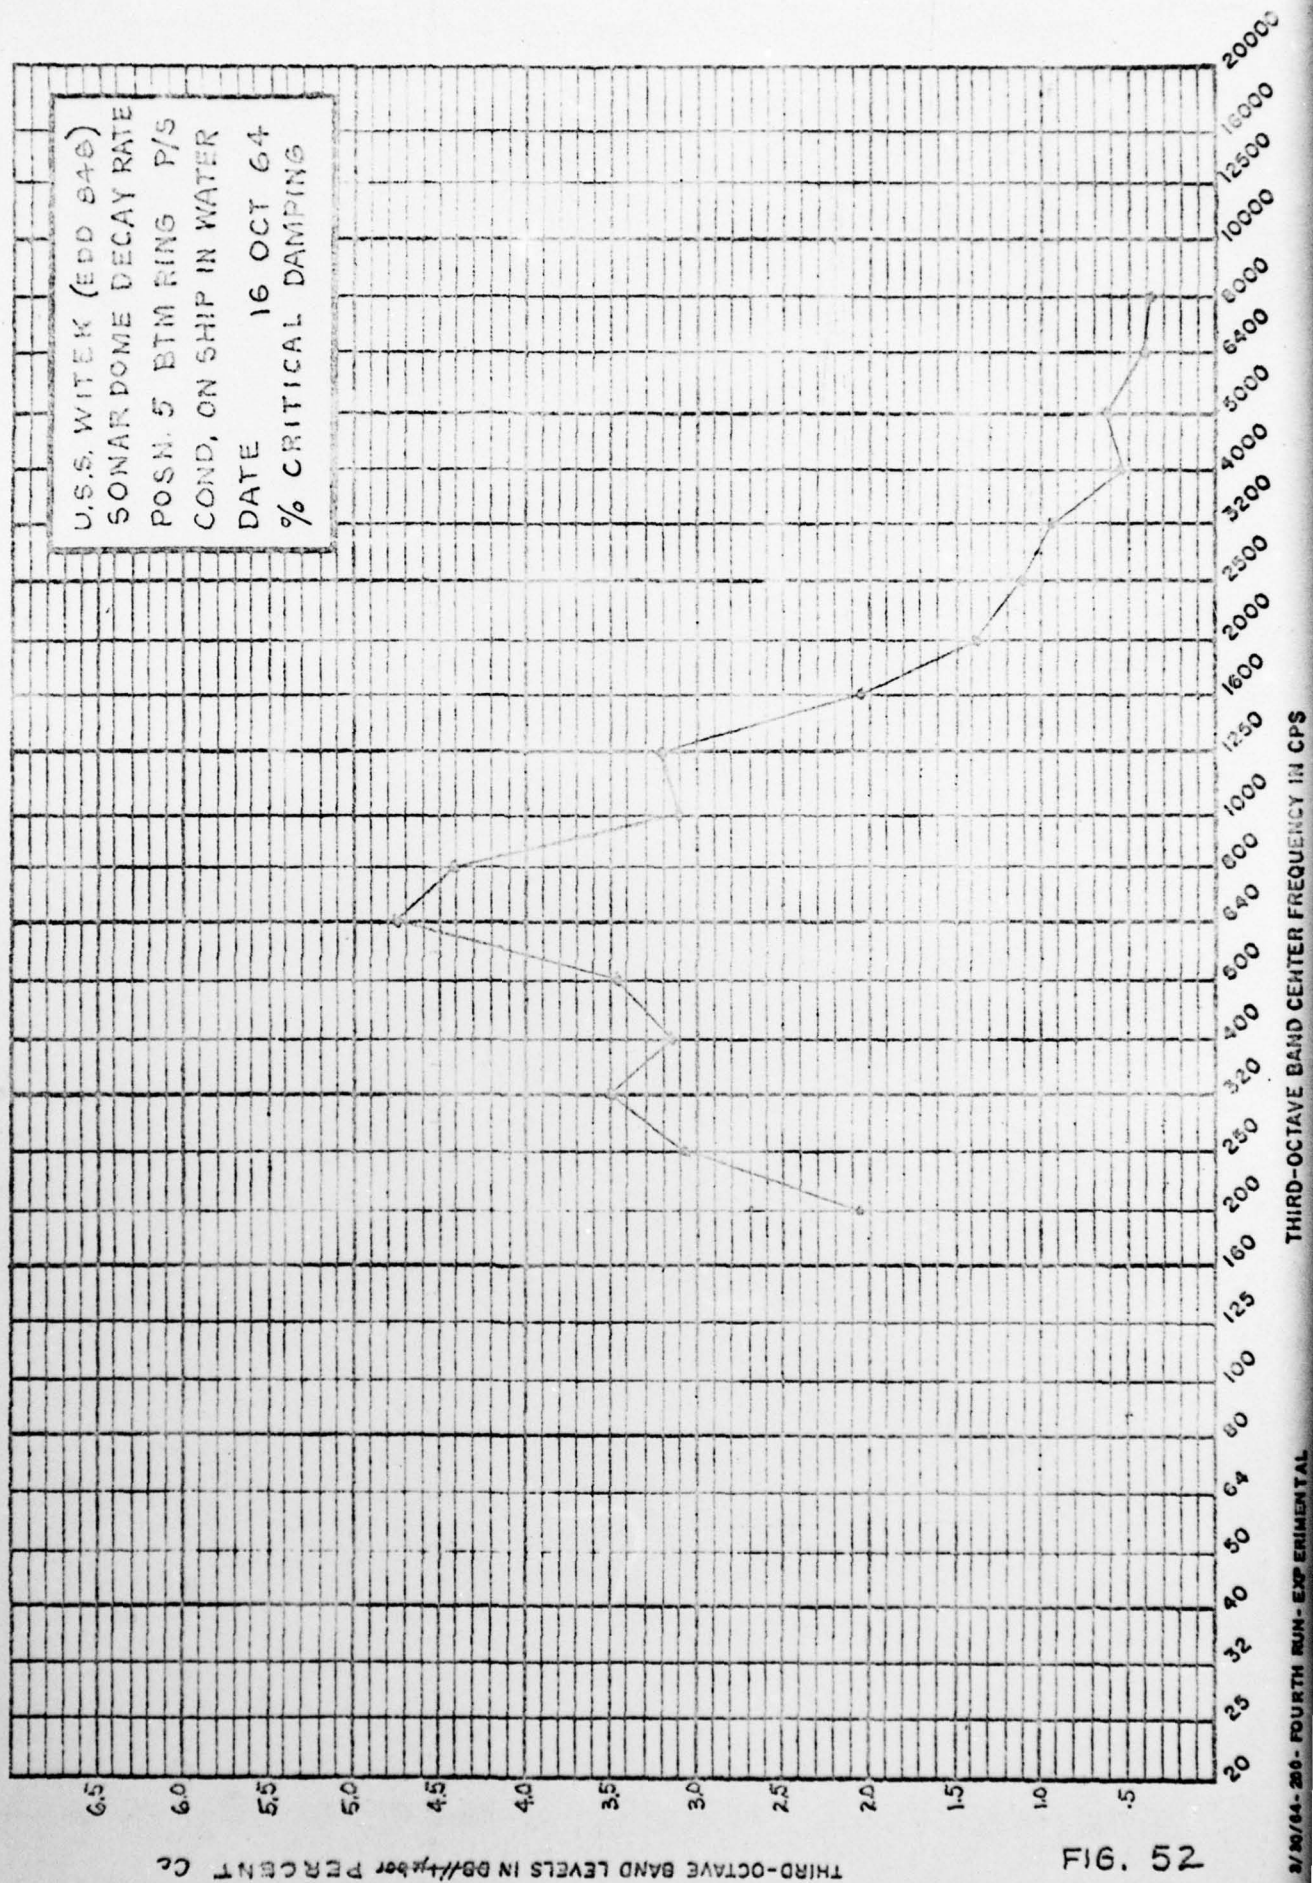 U.S.S. WITEK (EDD 848)
SONAR DOME DECAY RATE
POSN. 5 BTM RING P/S
COND, ON SHIP IN WATER
DATE 16 OCT 64
% CRITICAL DAMPING
6.5
6.0
5.5
5.0
4.5
4.0
3.5
3.0
2.5
2.0
1.5
1.0
.5
THIRD-OCTAVE BAND LEVELS IN DB//1μbar PERCENT Cc
20 25 32 40 50 64 80 100 125 160 200 250 320 400 500 640 800 1000 1250 1600 2000 2500 3200 4000 5000 6400 8000 10000 12500 16000 20000
THIRD-OCTAVE BAND CENTER FREQUENCY IN CPS
FIG. 52
3/30/64-200- FOURTH RUN- EXPERIMENTAL